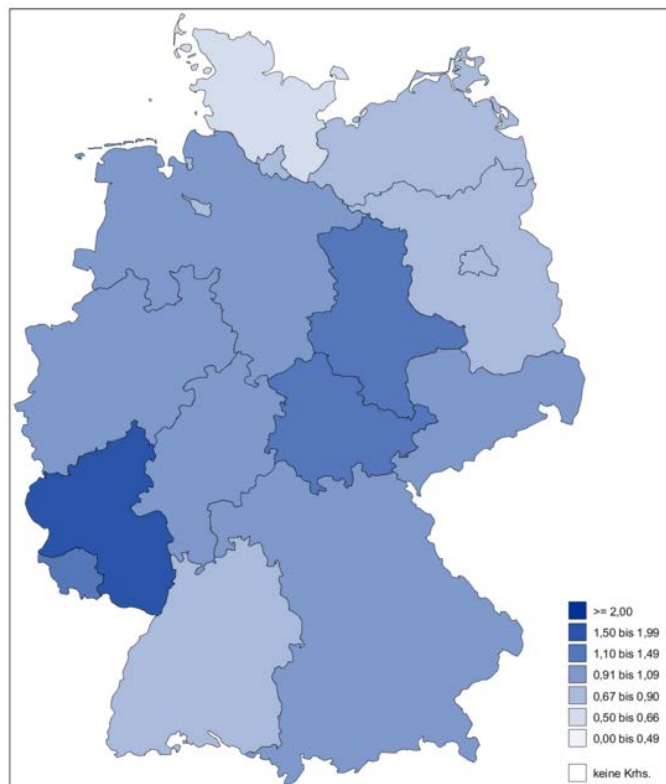 >= 2,00
1,50 bis 1,99
1,10 bis 1,49
0,91 bis 1,09
0,67 bis 0,90
0,50 bis 0,66
0,00 bis 0,49
keine Krhs.